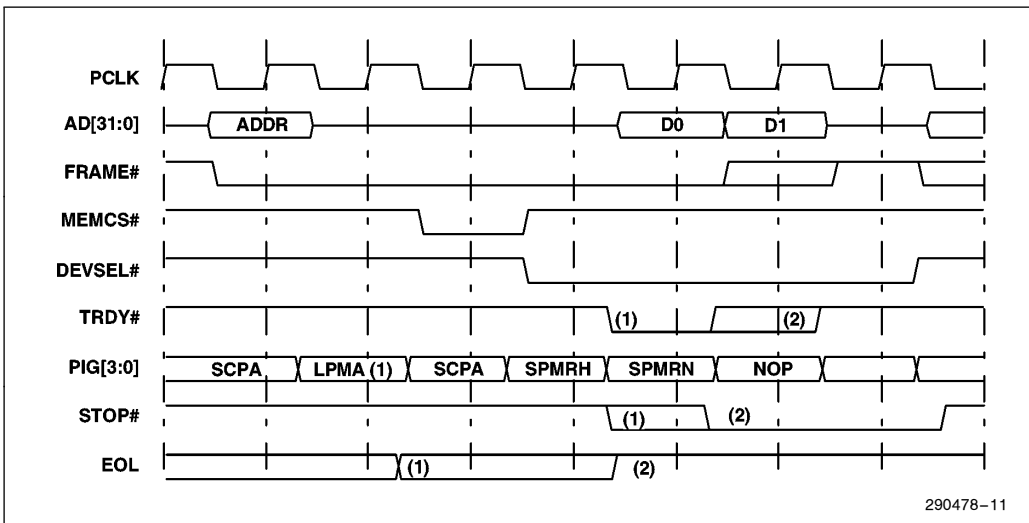 PCLK
AD[31:0] ADDR D0 D1
FRAME#
MEMCS#
DEVSEL#
TRDY# (1) (2)
PIG[3:0] SCPA LPMA (1) SCPA SPMRH SPMRN NOP
STOP# (1) (2)
EOL (1) (2)
290478–11